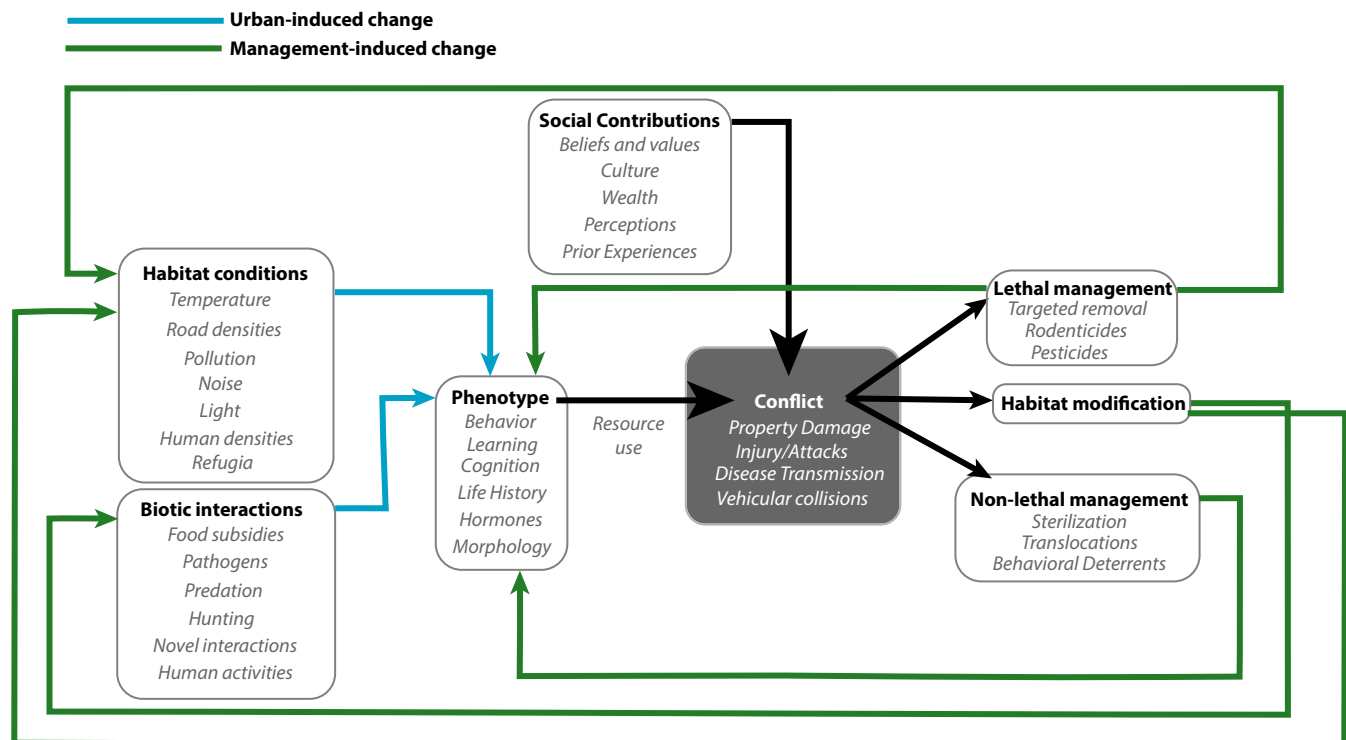 Urban-induced change
Management-induced change
Social Contributions
Beliefs and values
Culture
Wealth
Perceptions
Prior Experiences
Habitat conditions
Temperature
Road densities
Pollution
Noise
Light
Human densities
Refugia
Biotic interactions
Food subsidies
Pathogens
Predation
Hunting
Novel interactions
Human activities
Phenotype
Behavior
Learning
Cognition
Life History
Hormones
Morphology
Resource
use
Conflict
Property Damage
Injury/Attacks
Disease Transmission
Vehicular collisions
Lethal management
Targeted removal
Rodenticides
Pesticides
Habitat modification
Non-lethal management
Sterilization
Translocations
Behavioral Deterrents